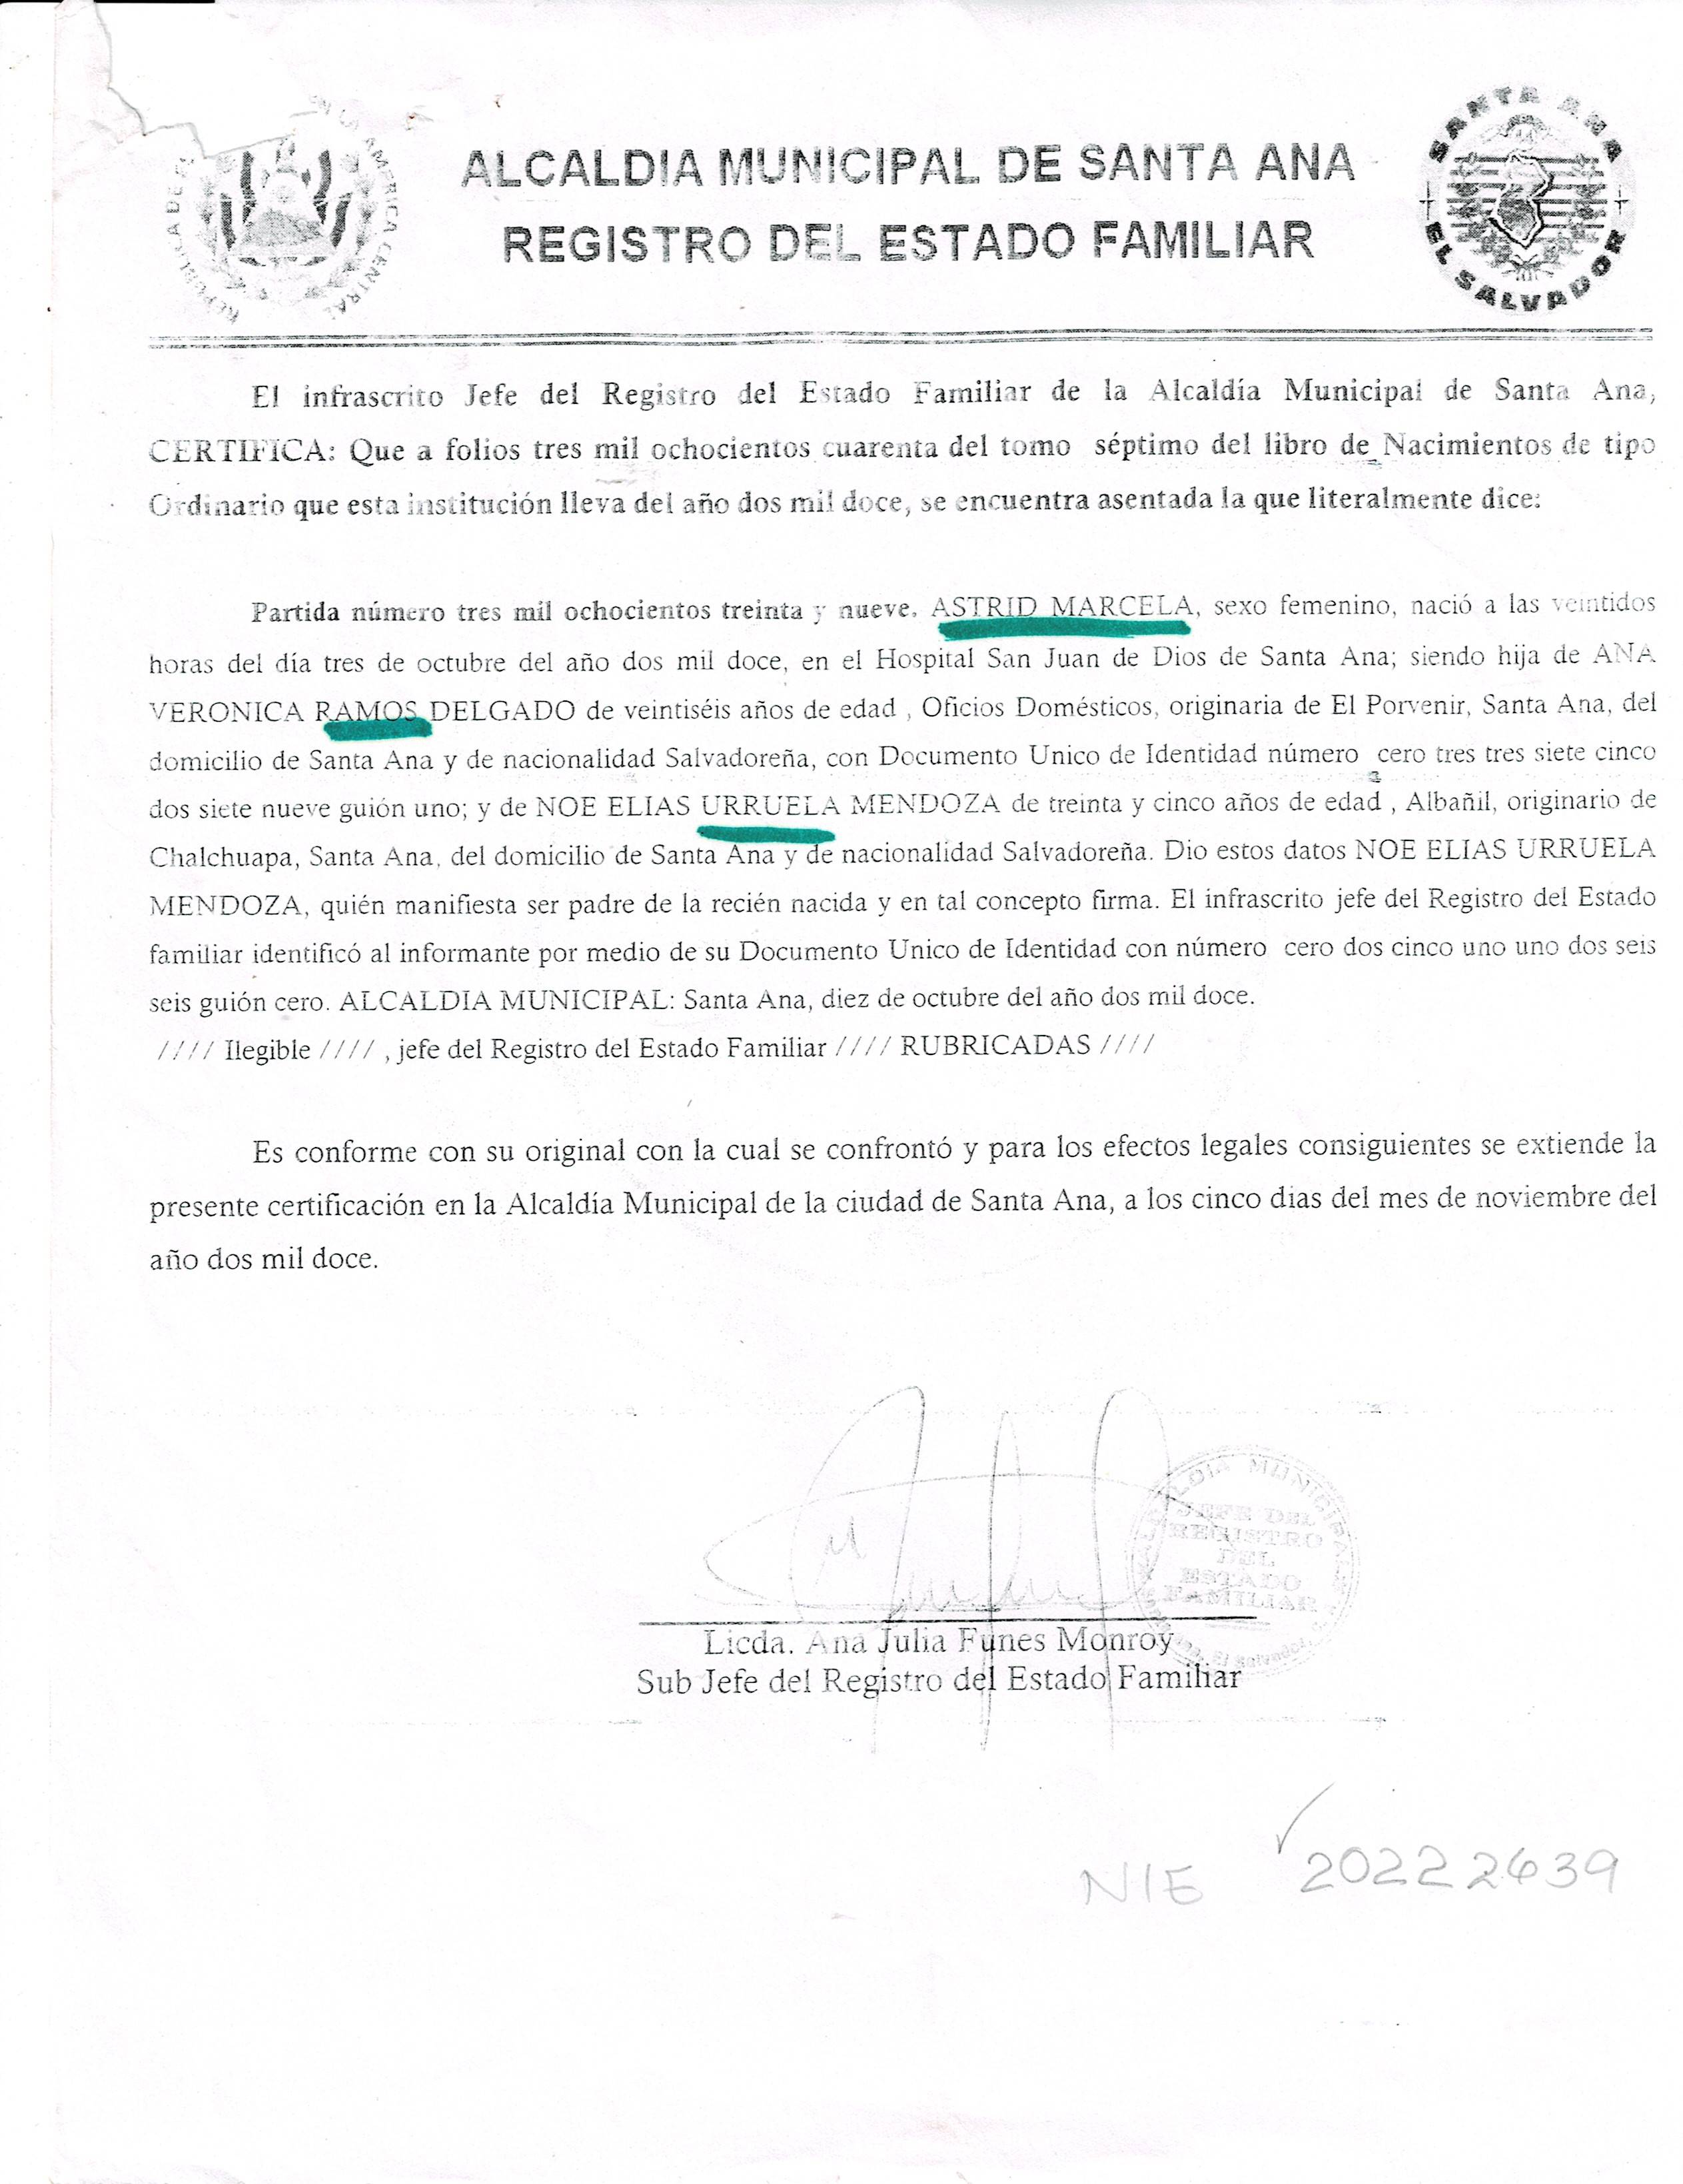 ALCALDIA MUNICIPAL DE SANTA ANA
REGISTRO DEL ESTADO FAMILIAR
SANTA ANA
EL SALVADOR
El infrascrito Jefe del Registro del Estado Familiar de la Alcaldía Municipal de Santa Ana,
CERTIFICA: Que a folios tres mil ochocientos cuarenta del tomo séptimo del libro de Nacimientos de tipo
Ordinario que esta institución lleva del año dos mil doce, se encuentra asentada la que literalmente dice:
Partida número tres mil ochocientos treinta y nueve. ASTRID MARCELA, sexo femenino, nació a las veintidos
horas del día tres de octubre del año dos mil doce, en el Hospital San Juan de Dios de Santa Ana; siendo hija de ANA
VERONICA RAMOS DELGADO de veintiséis años de edad , Oficios Domésticos, originaria de El Porvenir, Santa Ana, del
domicilio de Santa Ana y de nacionalidad Salvadoreña, con Documento Unico de Identidad número cero tres tres siete cinco
dos siete nueve guión uno; y de NOE ELIAS URRUELA MENDOZA de treinta y cinco años de edad , Albañil, originario de
Chalchuapa, Santa Ana, del domicilio de Santa Ana y de nacionalidad Salvadoreña. Dio estos datos NOE ELIAS URRUELA
MENDOZA, quién manifiesta ser padre de la recién nacida y en tal concepto firma. El infrascrito jefe del Registro del Estado
familiar identificó al informante por medio de su Documento Unico de Identidad con número cero dos cinco uno uno dos seis
seis guión cero. ALCALDIA MUNICIPAL: Santa Ana, diez de octubre del año dos mil doce.
//// Ilegible //// , jefe del Registro del Estado Familiar //// RUBRICADAS ////
Es conforme con su original con la cual se confrontó y para los efectos legales consiguientes se extiende la
presente certificación en la Alcaldía Municipal de la ciudad de Santa Ana, a los cinco dias del mes de noviembre del
año dos mil doce.
JEFE DEL
REGISTRO
DEL
ESTADO
FAMILIAR
Licda. Ana Julia Funes Monroy
Sub Jefe del Registro del Estado Familiar
NIE 20222639